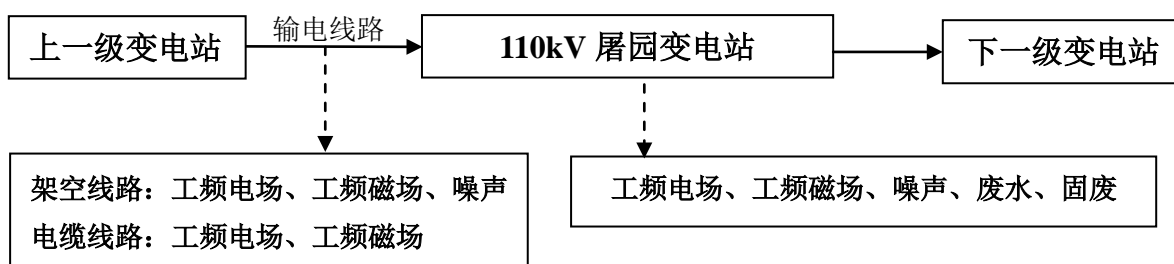 上一级变电站
输电线路
110kV 屠园变电站
下一级变电站
架空线路：工频电场、工频磁场、噪声
电缆线路：工频电场、工频磁场
工频电场、工频磁场、噪声、废水、固废